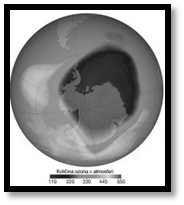 Količina ozona v atmosferi
110 220 330 440 550